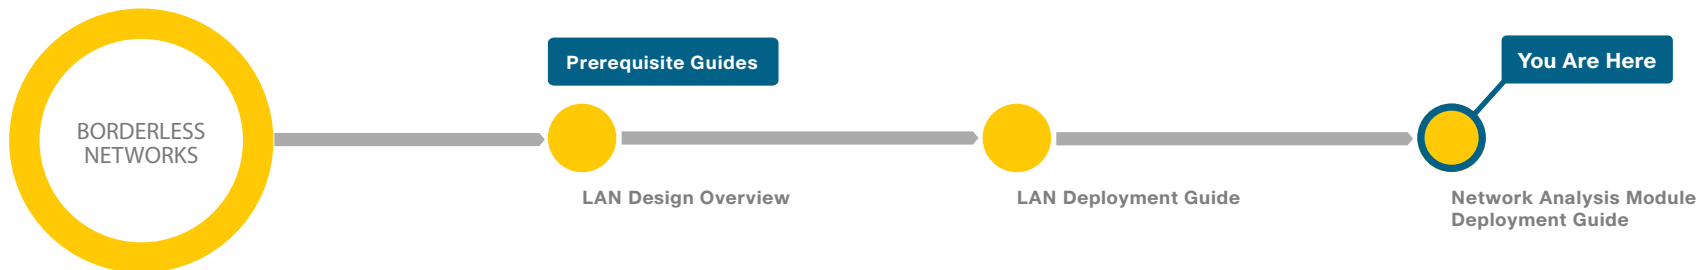 BORDERLESS
NETWORKS
Prerequisite Guides
LAN Design Overview
LAN Deployment Guide
You Are Here
Network Analysis Module
Deployment Guide